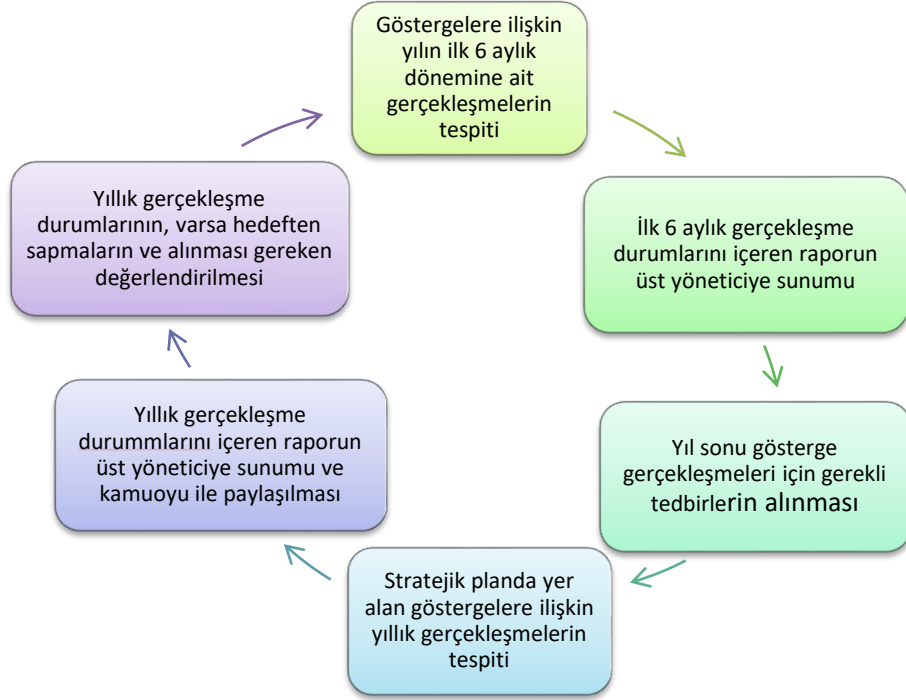 Göstergelere ilişkin
yılın ilk 6 aylık
dönemine ait
gerçekleşmelerin
tespiti
İlk 6 aylık gerçekleşme
durumlarını içeren raporun
üst yöneticiye sunumu
Yıl sonu gösterge
gerçekleşmeleri için gerekli
tedbirlerin alınması
Stratejik planda yer
alan göstergelere ilişkin
yıllık gerçekleşmelerin
tespiti
Yıllık gerçekleşme
durummlarını içeren raporun
üst yöneticiye sunumu ve
kamuoyu ile paylaşılması
Yıllık gerçekleşme
durumlarının, varsa hedeften
sapmaların ve alınması gereken
değerlendirilmesi